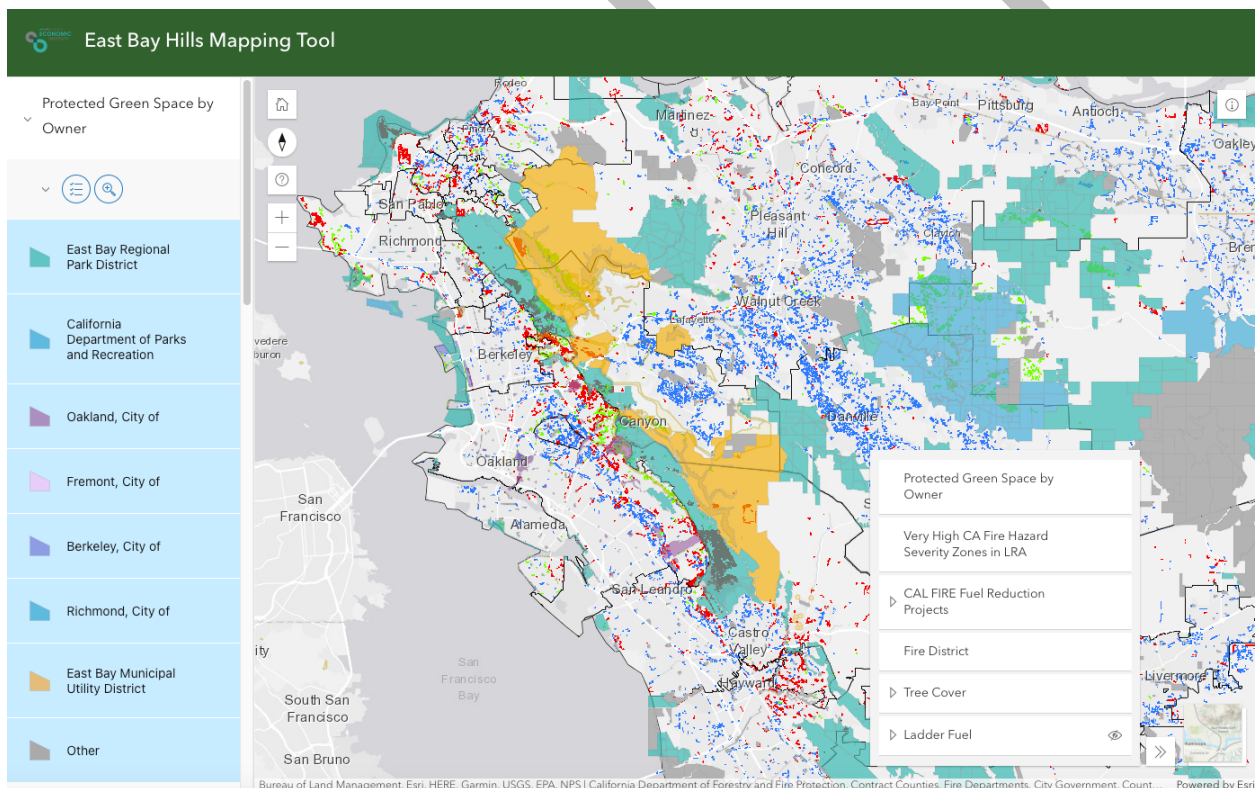 ECONOMIC
East Bay Hills Mapping Tool
Protected Green Space by
Owner
East Bay Regional
Park District
California
Department of Parks
and Recreation
Oakland, City of
Fremont, City of
Berkeley, City of
Richmond, City of
East Bay Municipal
Utility District
Other
Rodeo
Martinez
Bay Point
Pittsburg
Antioch
Oakley
Pinole
Concord
San Pablo
Pleasant
Hill
Richmond
Clayton
Bren
Walnut Creek
Lafayette
vedere
buron
Berkeley
Danville
Canyon
Oakland
San
Francisco
Alameda
San Leandro
Castro
Valley
ity
San
Francisco
Bay
Hayward
Livermore
South San
Francisco
San Bruno
Protected Green Space by
Owner
Very High CA Fire Hazard
Severity Zones in LRA
CAL FIRE Fuel Reduction
Projects
Fire District
Tree Cover
Ladder Fuel
Bureau of Land Management, Esri, HERE, Garmin, USGS, EPA, NPS | California Department of Forestry and Fire Protection, Contract Counties, Fire Departments, City Government, Count... Powered by Esri